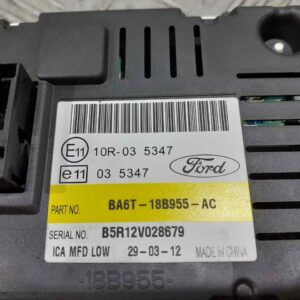 E11 10R-03 5347
e11 03 5347
Ford
PART NO. BA6T-18B955-AC
SERIAL NO. B5R12V028679
ICA MFD LOW 29-03-12 MADE IN CHINA
18B955-